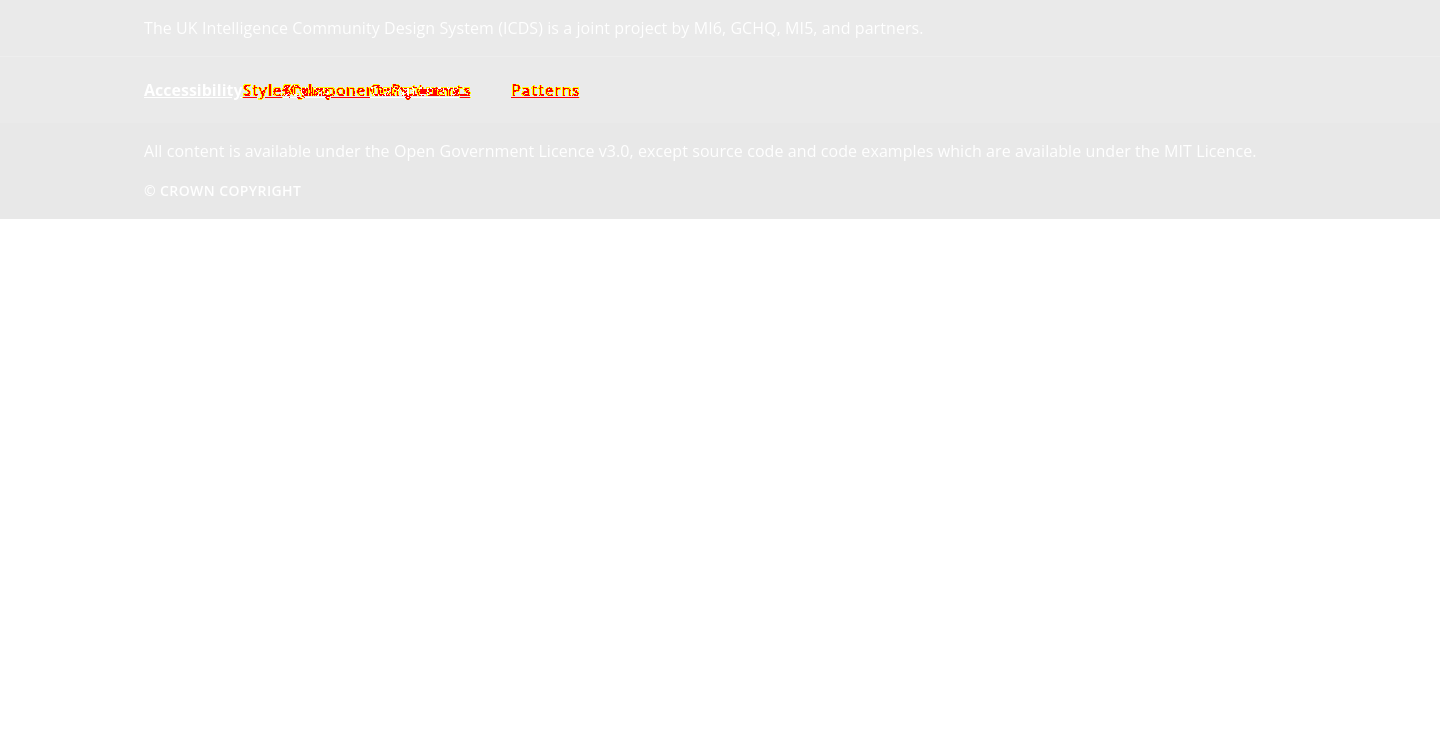 The UK Intelligence Community Design System (ICDS) is a joint project by MI6, GCHQ, MI5, and partners.
Accessibility Patterns
All content is available under the Open Government Licence v3.0, except source code and code examples which are available under the MIT Licence.
© CROWN COPYRIGHT